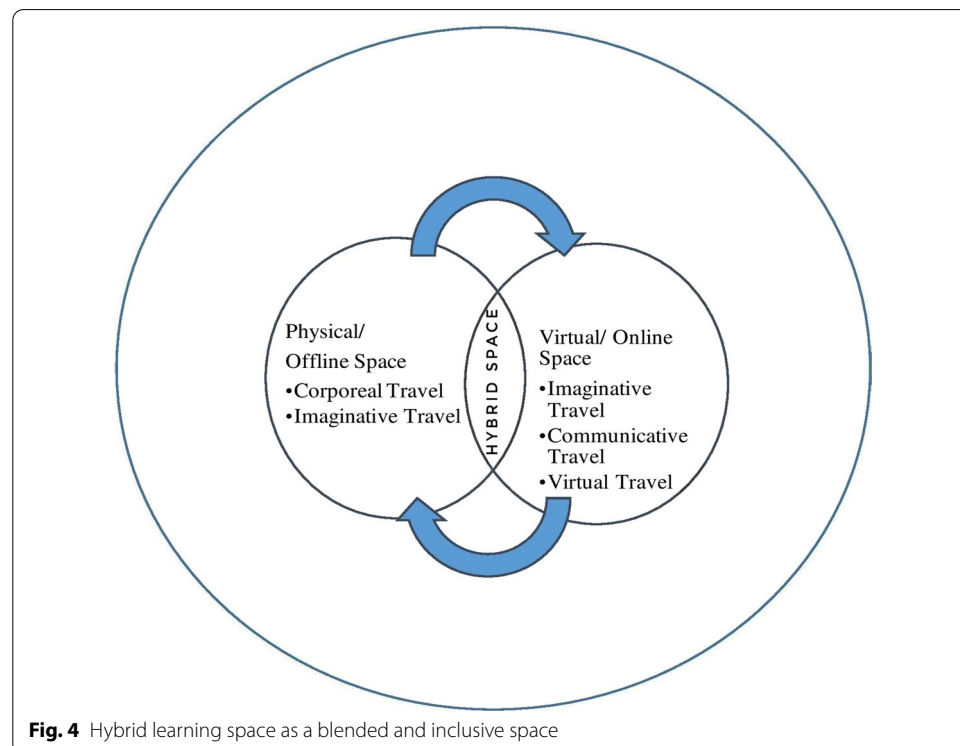 Physical/
Offline Space
•Corporeal Travel
•Imaginative Travel
HYBRID SPACE
Virtual/ Online
Space
•Imaginative
Travel
•Communicative
Travel
•Virtual Travel
Fig. 4 Hybrid learning space as a blended and inclusive space